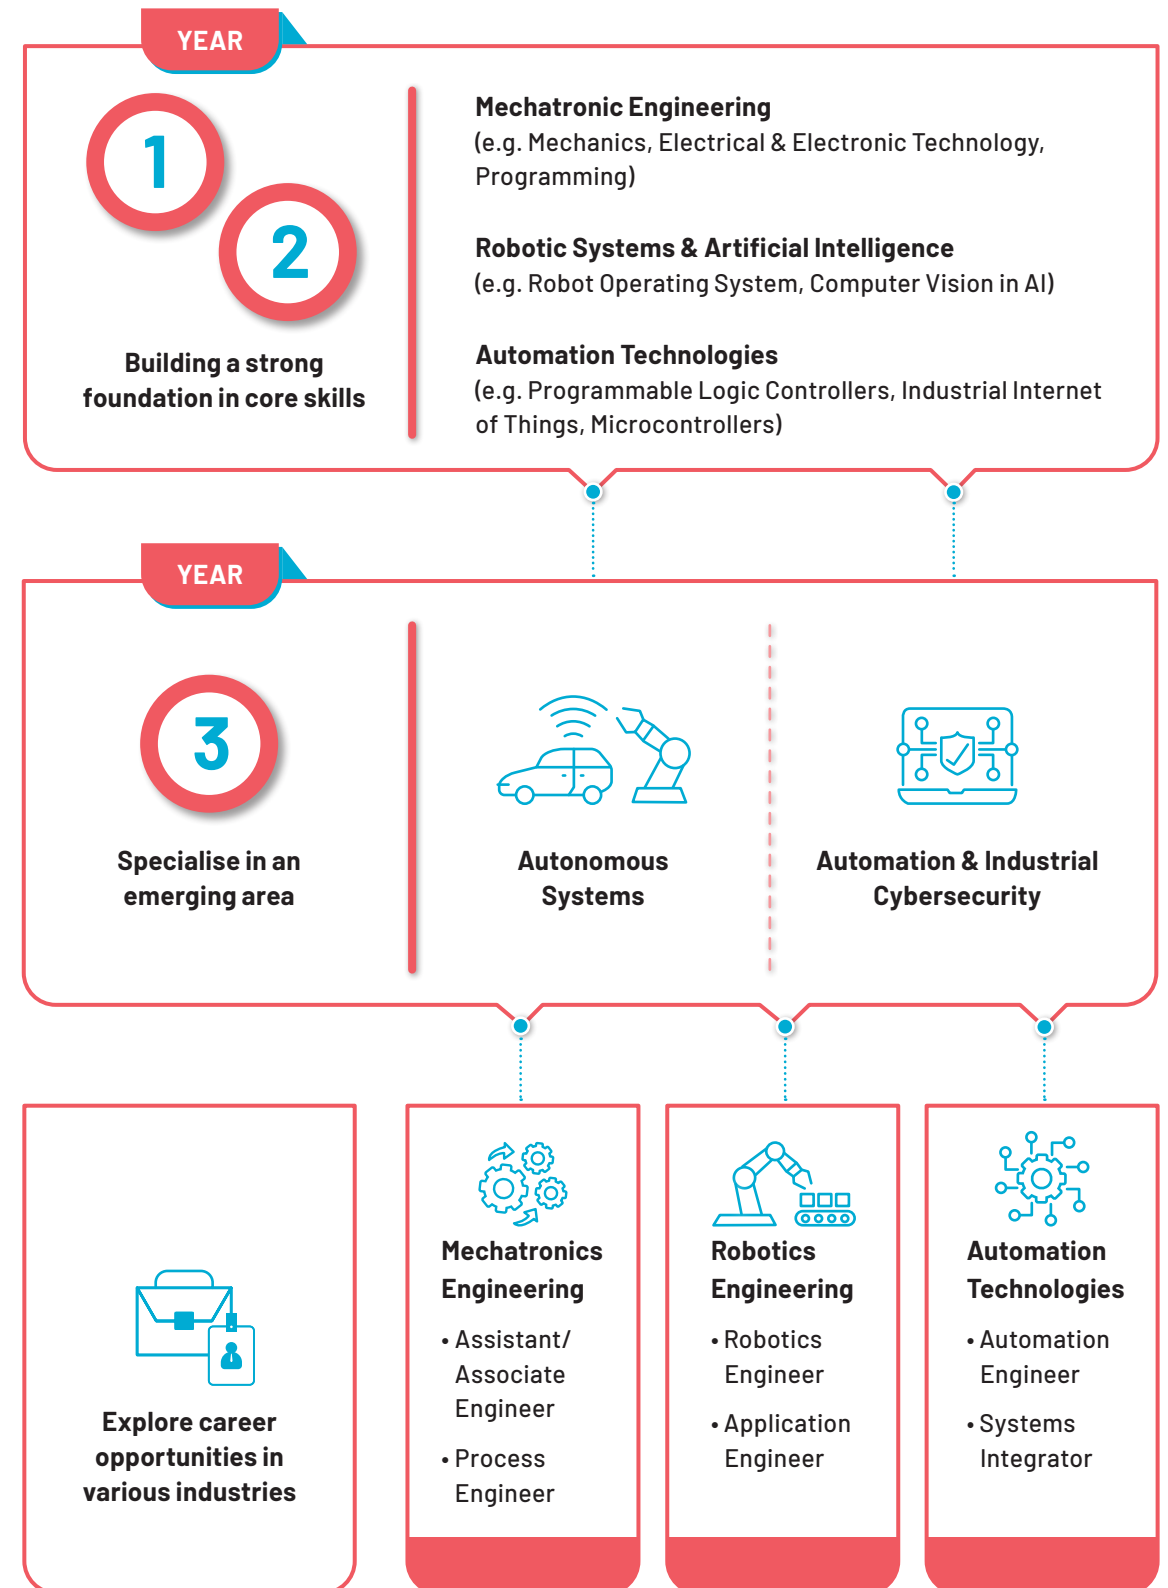 YEAR
1
2
Building a strong
foundation in core skills
Mechatronic Engineering
(e.g. Mechanics, Electrical & Electronic Technology,
Programming)
Robotic Systems & Artificial Intelligence
(e.g. Robot Operating System, Computer Vision in AI)
Automation Technologies
(e.g. Programmable Logic Controllers, Industrial Internet
of Things, Microcontrollers)
YEAR
3
Specialise in an
emerging area
Autonomous
Systems
Automation & Industrial
Cybersecurity
Explore career
opportunities in
various industries
Mechatronics
Engineering
• Assistant/
Associate
Engineer
• Process
Engineer
Robotics
Engineering
• Robotics
Engineer
• Application
Engineer
Automation
Technologies
• Automation
Engineer
• Systems
Integrator